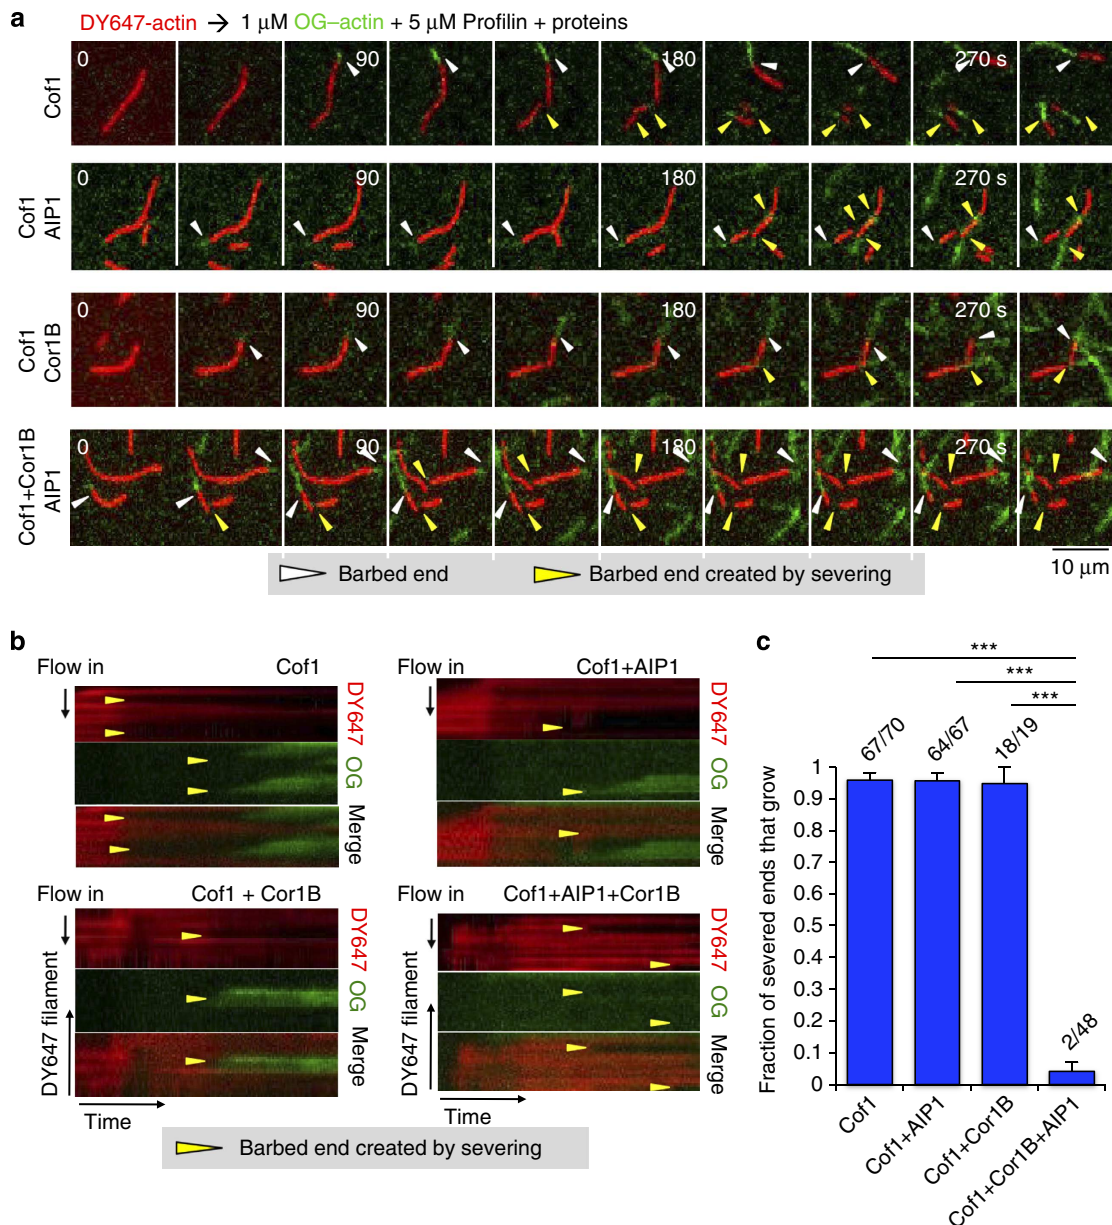 a
DY647-actin → 1 μM OG–actin + 5 μM Profilin + proteins
Cof1
0
90
180
270 s
Cof1
AIP1
0
90
180
270 s
Cof1
Cor1B
0
90
180
270 s
Cof1+Cor1B
AIP1
0
90
180
270 s
Barbed end
Barbed end created by severing
10 μm
b
Flow in
Cof1
DY647
OG
Merge
Flow in
Cof1+AIP1
DY647
OG
Merge
Flow in
Cof1 + Cor1B
DY647
OG
Merge
DY647 filament
Time
Flow in
Cof1+AIP1+Cor1B
DY647
OG
Merge
DY647 filament
Time
Barbed end created by severing
c
***
***
***
67/70
64/67
18/19
2/48
Fraction of severed ends that grow
1
0.9
0.8
0.7
0.6
0.5
0.4
0.3
0.2
0.1
0
Cof1
Cof1+AIP1
Cof1+Cor1B
Cof1+Cor1B+AIP1